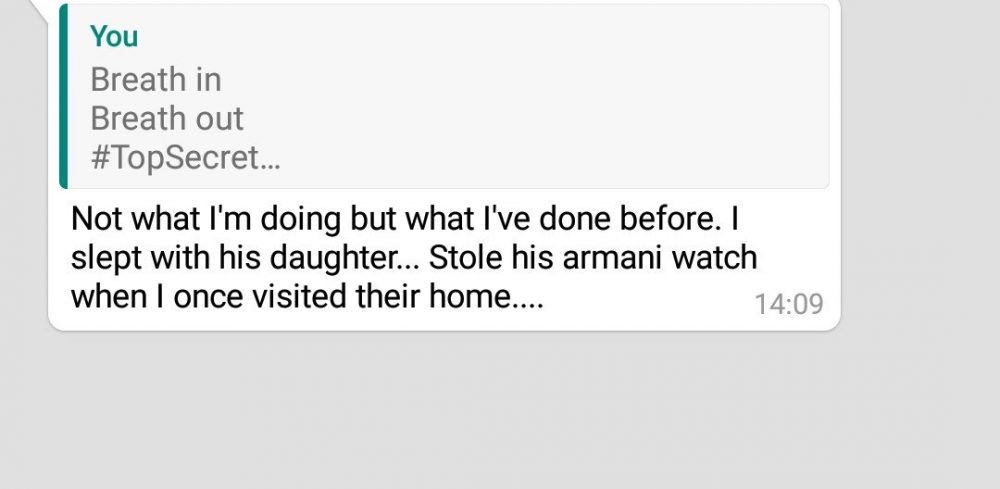 You
Breath in
Breath out
#TopSecret...
Not what I'm doing but what I've done before. I
slept with his daughter... Stole his armani watch
when I once visited their home....
14:09